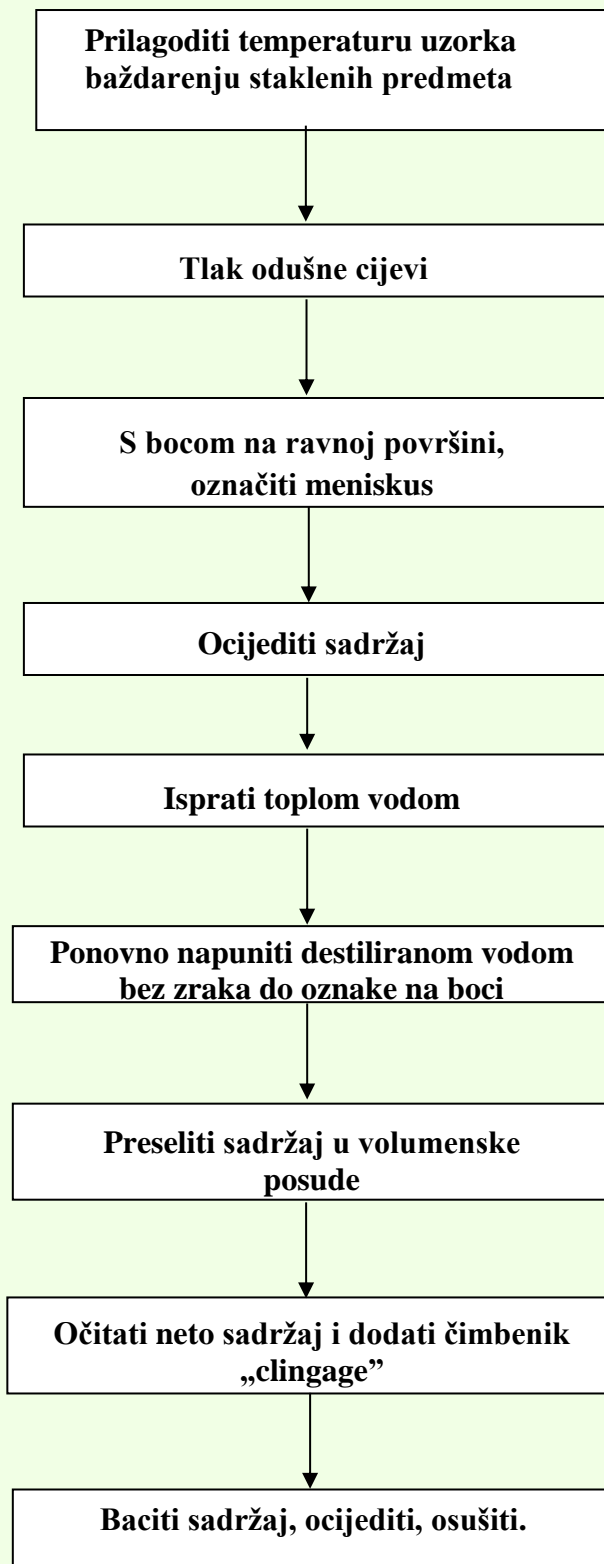 Prilagoditi temperaturu uzorka
baždarenju staklenih predmeta
Tlak odušne cijevi
S bocom na ravnoj površini,
označiti meniskus
Ocijediti sadržaj
Isprati toplom vodom
Ponovno napuniti destiliranom vodom
bez zraka do oznake na boci
Preseliti sadržaj u volumenske
posude
Očitati neto sadržaj i dodati čimbenik
„clingage”
Baciti sadržaj, ocijediti, osušiti.